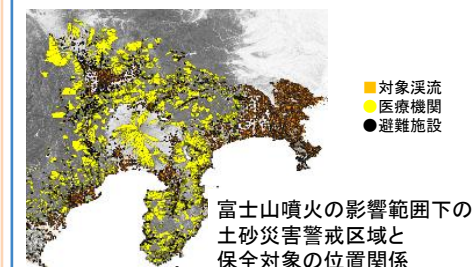 ■対象渓流
●医療機関
●避難施設
富士山噴火の影響範囲下の
土砂災害警戒区域と
保全対象の位置関係